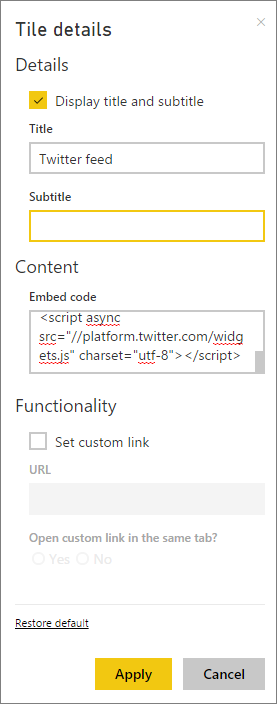 Tile details
Details
Display title and subtitle
Title
Twitter feed
Subtitle
Content
Embed code
<script async
src="//platform.twitter.com/widg
ets.js" charset="utf-8"></script>
Functionality
Set custom link
URL
Open custom link in the same tab?
Yes No
Restore default
Apply Cancel